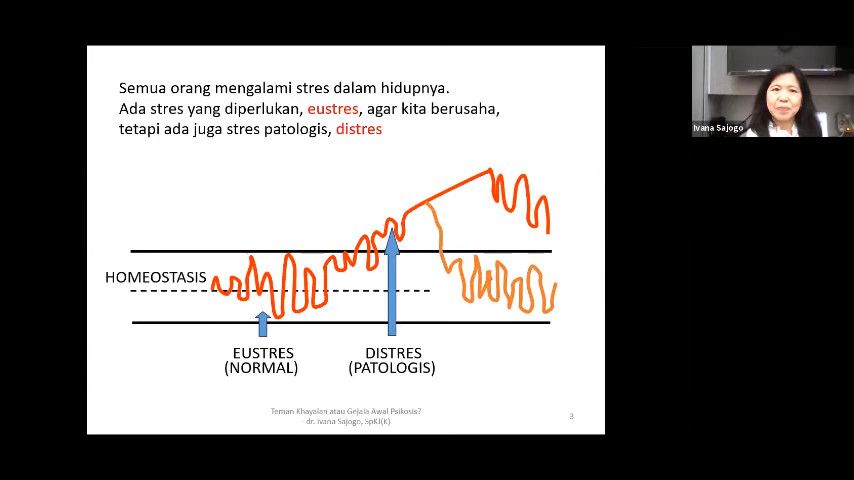 Semua orang mengalami stres dalam hidupnya.
Ada stres yang diperlukan, eustres, agar kita berusaha,
tetapi ada juga stres patologis, distres
Ivana Sajogo
HOMEOSTASIS
EUSTRES
(NORMAL)
DISTRES
(PATOLOGIS)
Teman Khayalan atau Gejala Awal Psikosis?
- dr. Ivana Sajogo, SpKJ(K)
3